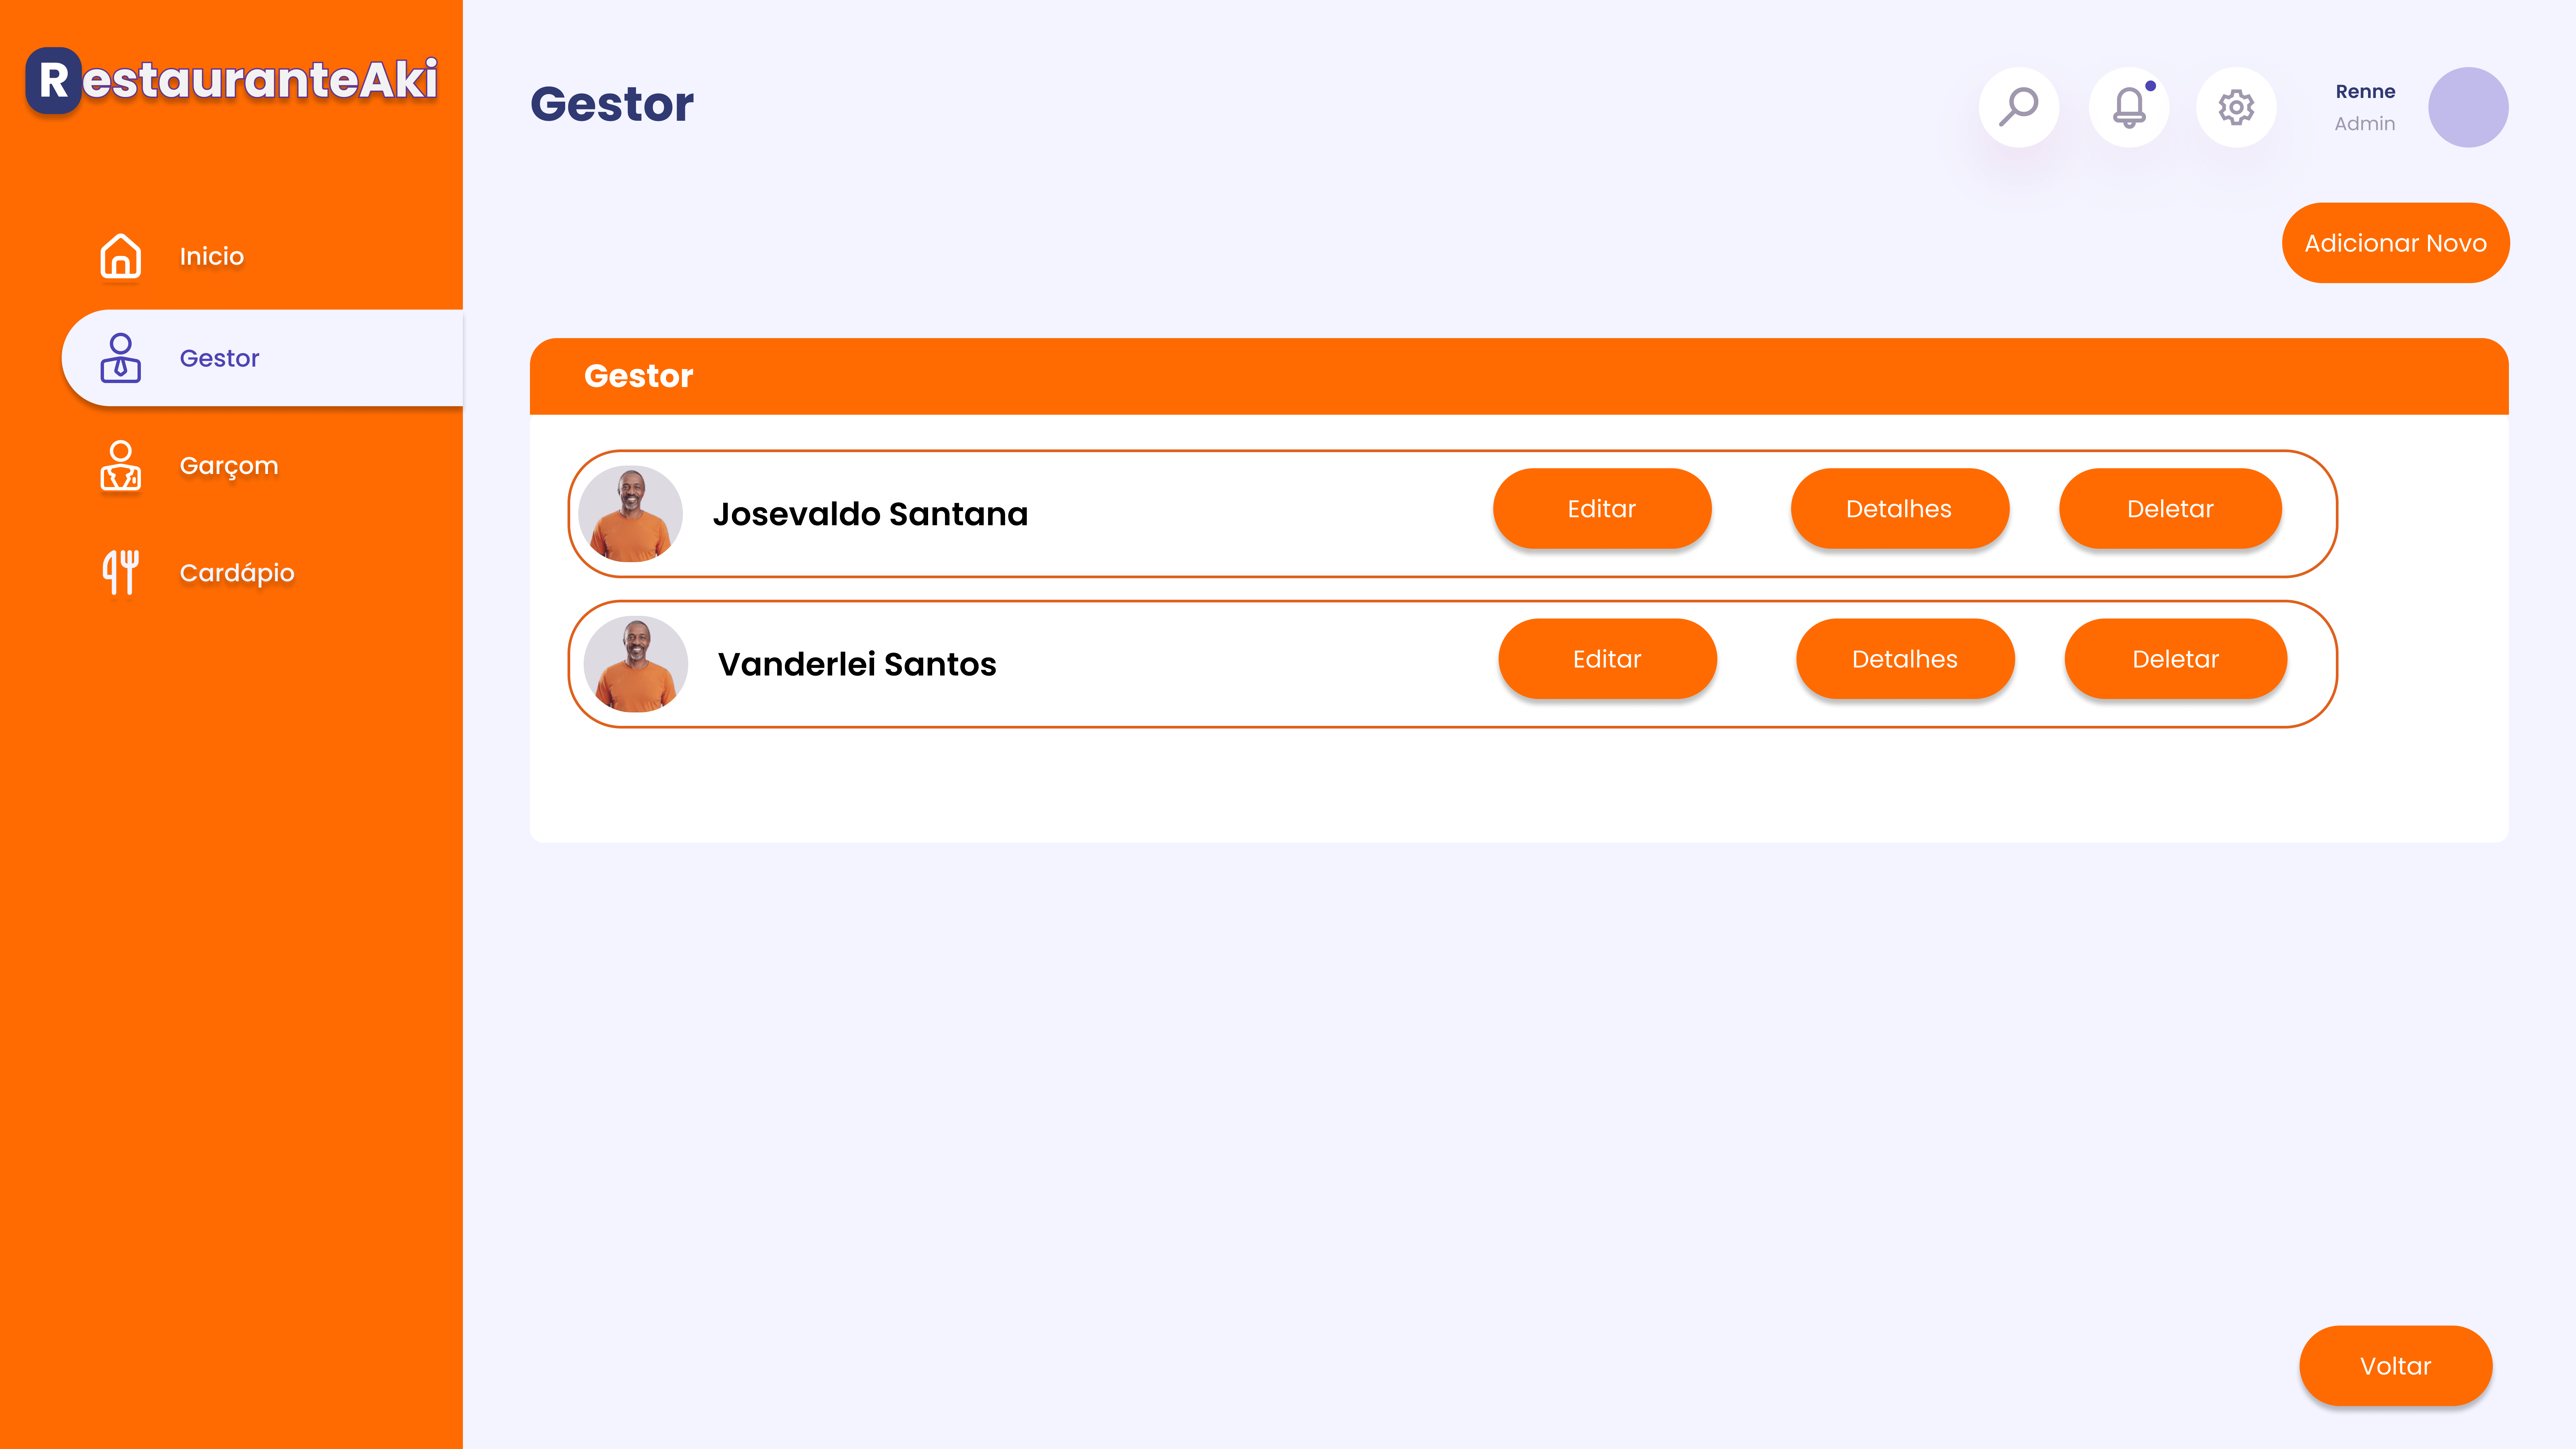 RestauranteAki
Gestor
Renne
Admin
Adicionar Novo
Inicio
Gestor
Garçom
Cardápio
Gestor
Josevaldo Santana
Editar
Detalhes
Deletar
Vanderlei Santos
Editar
Detalhes
Deletar
Voltar